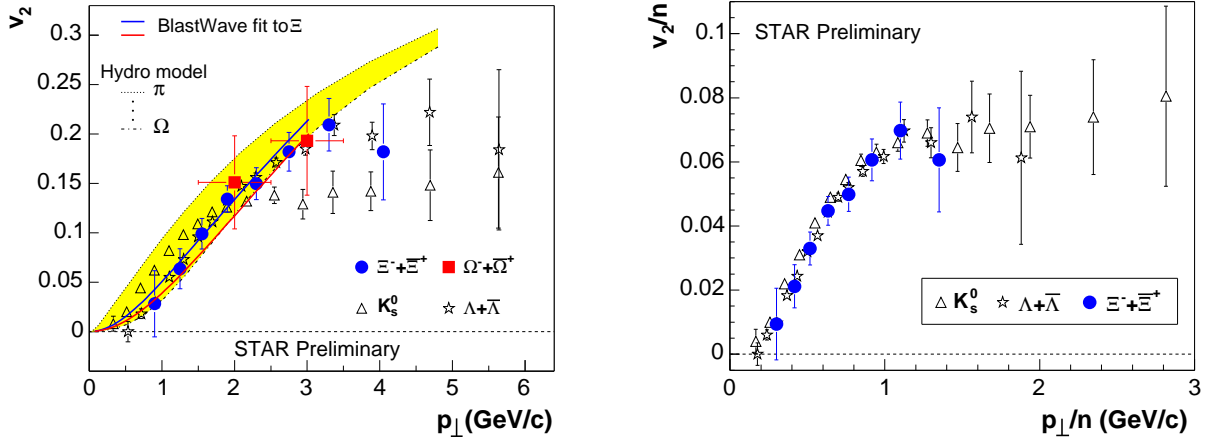 v₂
BlastWave fit to Ξ
Hydro model
π
Ω
0.3
0.25
0.2
0.15
0.1
0.05
0
Ξ⁻+Ξ̅⁺
Ω⁻+Ω̅⁺
K⁰ₛ
Λ+Λ̅
STAR Preliminary
0 1 2 3 4 5 6
p⊥(GeV/c)
v₂/n
STAR Preliminary
0.1
0.08
0.06
0.04
0.02
0
K⁰ₛ Λ+Λ̅ Ξ⁻+Ξ̅⁺
0 1 2 3
p⊥/n (GeV/c)